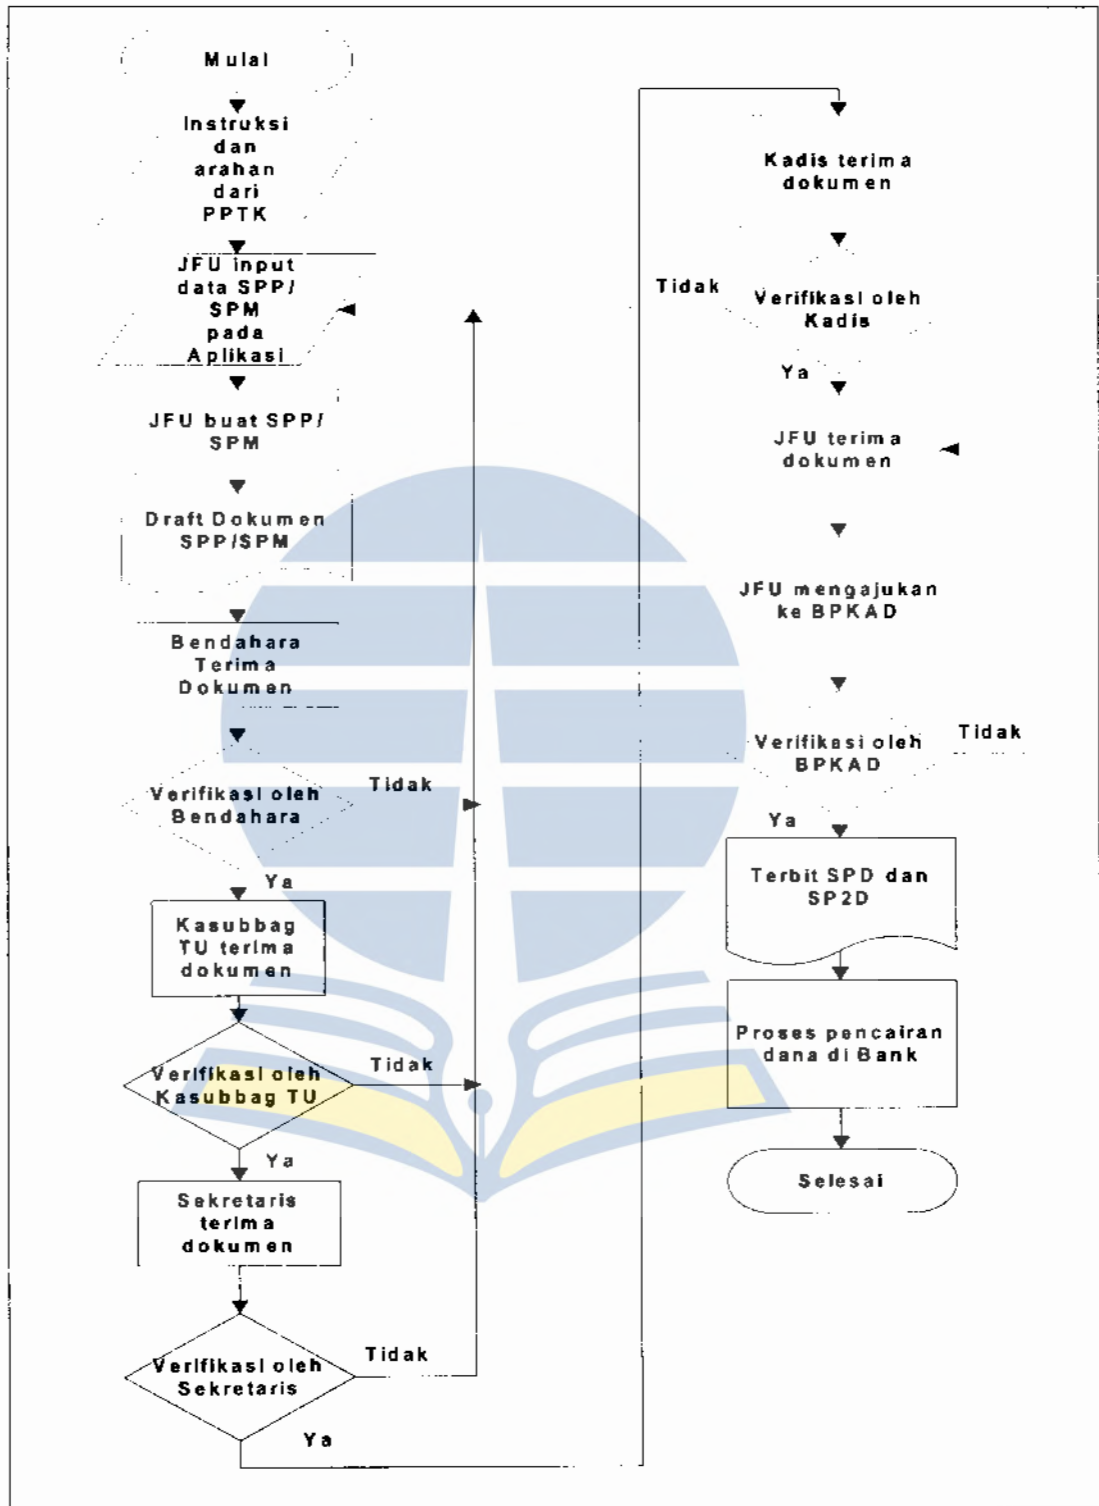 Mulai
Instruksi
dan
arahan
dari
PPTK
JFU input
data SPP/
SPM
pada
Aplikasi
JFU buat SPP/
SPM
Draft Dokumen
SPP/SPM
Bendahara
Terima
Dokumen
Verifikasi oleh
Bendahara
Tidak
Ya
Kasubbag
TU terima
dokumen
Verifikasi oleh
Kasubbag TU
Tidak
Ya
Sekretaris
terima
dokumen
Verifikasi oleh
Sekretaris
Tidak
Ya
Kadis terima
dokumen
Tidak
Verifikasi oleh
Kadis
Ya
JFU terima
dokumen
JFU mengajukan
ke BPKAD
Verifikasi oleh
BPKAD
Tidak
Ya
Terbit SPD dan
SP2D
Proses pencairan
dana di Bank
Selesai